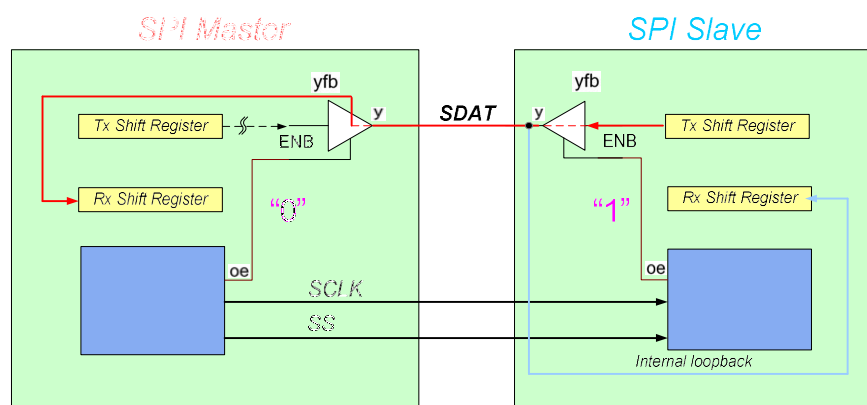 SPI Master
SPI Slave
yfb
yfb
y
SDAT
y
Tx Shift Register
ENB
ENB
Tx Shift Register
Rx Shift Register
"0"
"1"
Rx Shift Register
oe
oe
SCLK
SS
Internal loopback